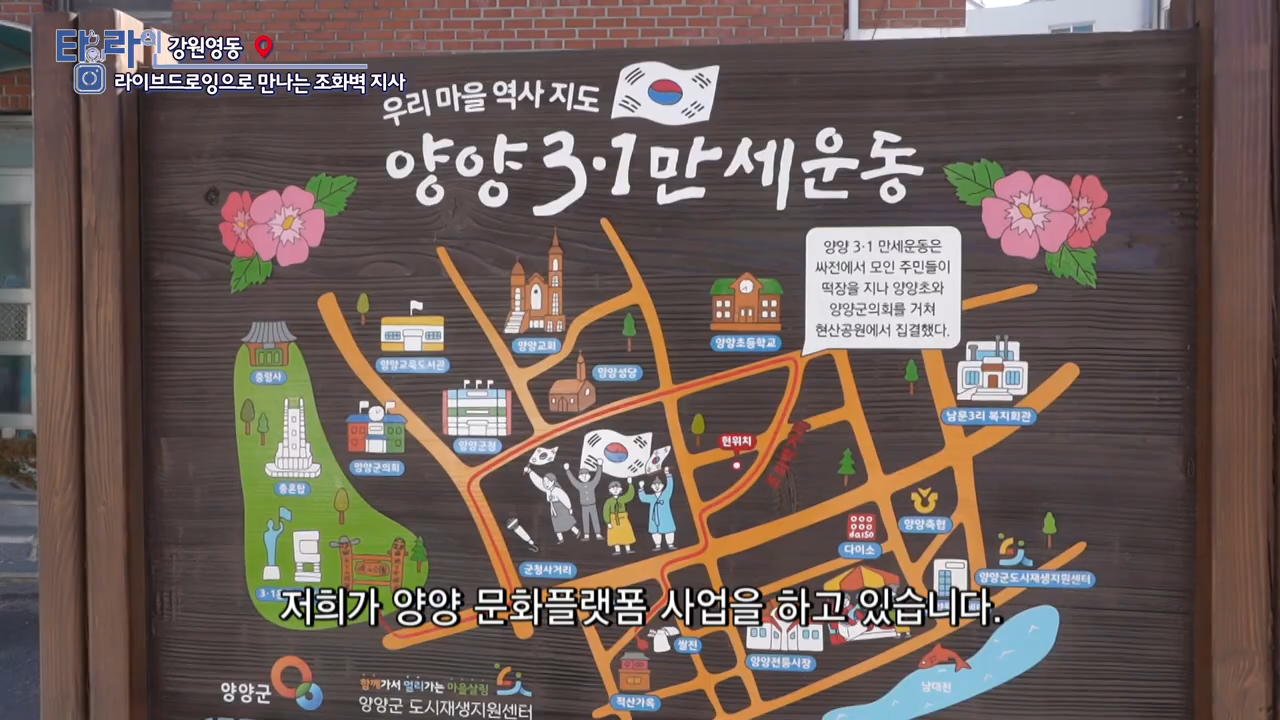 타라의 강원영동
라이브드로잉으로 만나는 조화벽 지사
우리 마을 역사 지도
양양 3·1 만세운동
양양 3·1 만세운동은
싸전에서 모인 주민들이
떡장을 지나 양양초와
양양군의회를 거쳐
현산공원에서 집결했다.
충렬사
양양교육도서관
양양교회
양양초등학교
양양성당
남문3리 복지회관
양양군청
양양군의회
현위치
충혼탑
양양축협
daiso
다이소
군청사거리
양양군도시재생지원센터
3·1
저희가 양양 문화플랫폼 사업을 하고 있습니다.
쌀전
양양전통시장
적산가옥
남대천
양양군
함께가서 멀리가는 마을살림
양양군 도시재생지원센터